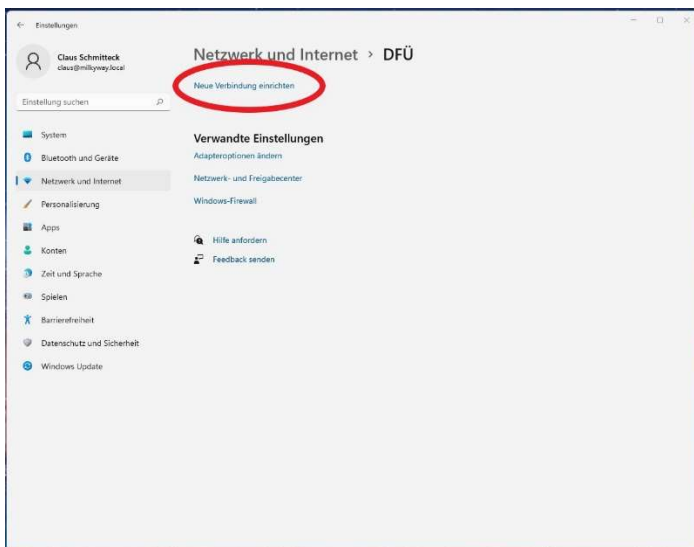 Einstellungen
Claus Schmitteck
claus@milkyway.local
Einstellung suchen
System
Bluetooth und Geräte
Netzwerk und Internet
Personalisierung
Apps
Konten
Zeit und Sprache
Spielen
Barrierefreiheit
Datenschutz und Sicherheit
Windows Update
Netzwerk und Internet › DFÜ
Neue Verbindung einrichten
Verwandte Einstellungen
Adapteroptionen ändern
Netzwerk- und Freigabecenter
Windows-Firewall
Hilfe anfordern
Feedback senden